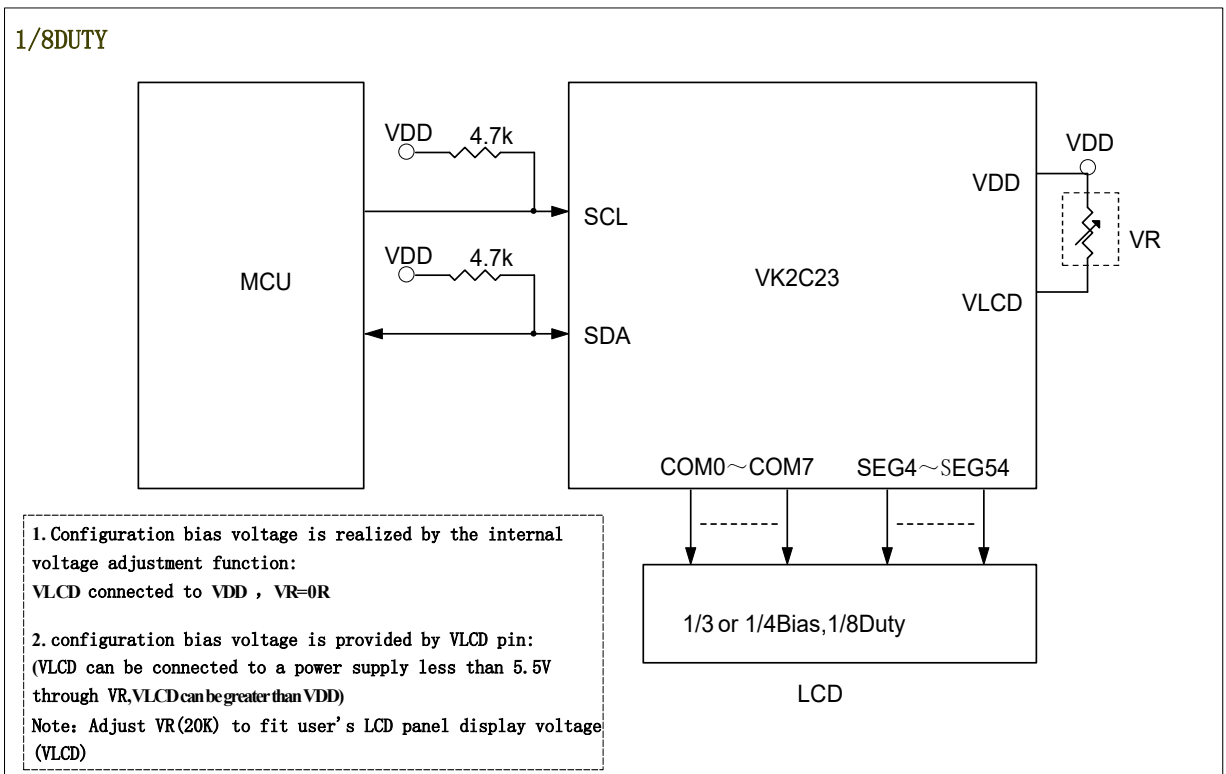 1/8DUTY
VDD 4.7k
VDD
VDD
SCL
VR
VDD 4.7k
MCU
VK2C23
VLCD
SDA
COM0～COM7 SEG4～SEG54
1. Configuration bias voltage is realized by the internal
voltage adjustment function:
VLCD connected to VDD , VR=0R
2. configuration bias voltage is provided by VLCD pin:
(VLCD can be connected to a power supply less than 5.5V
through VR,VLCD can be greater than VDD)
Note: Adjust VR(20K) to fit user's LCD panel display voltage
(VLCD)
1/3 or 1/4Bias,1/8Duty
LCD